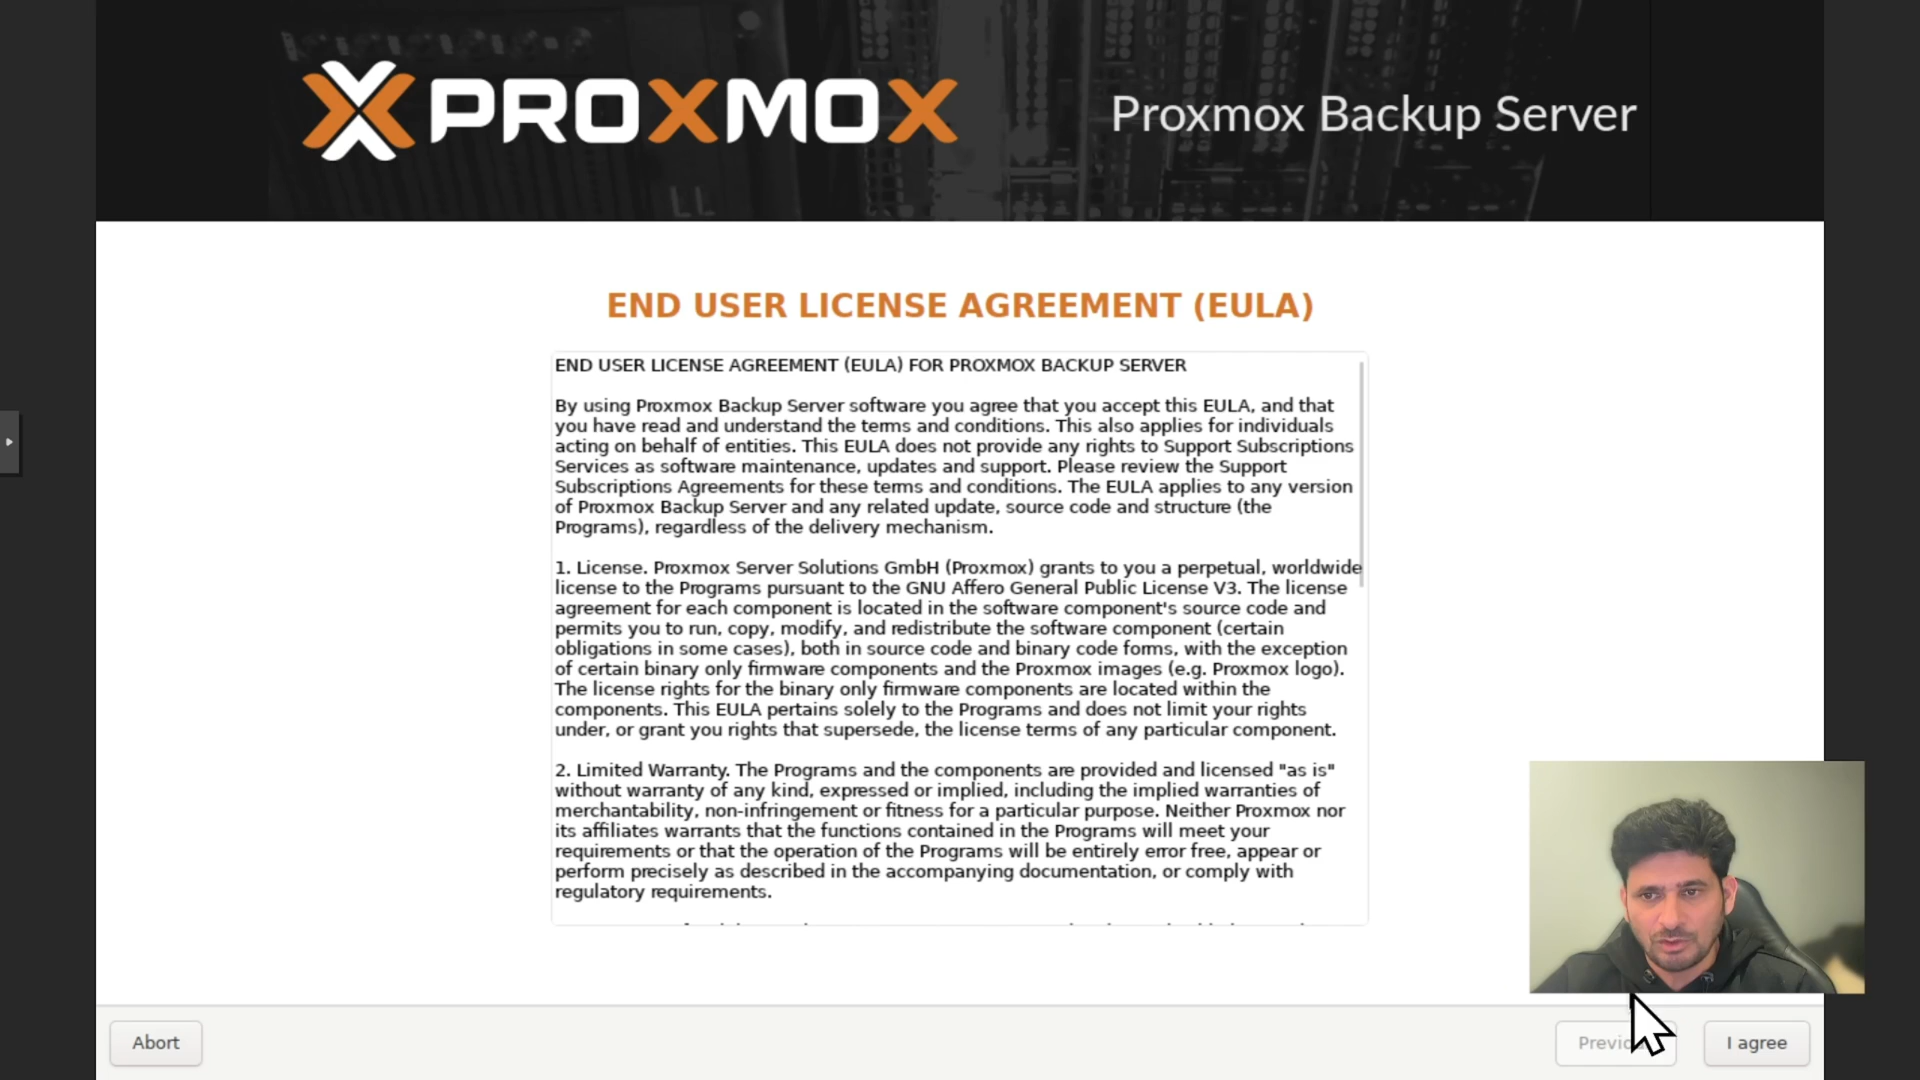 PROXMOX
Proxmox Backup Server
END USER LICENSE AGREEMENT (EULA)
END USER LICENSE AGREEMENT (EULA) FOR PROXMOX BACKUP SERVER
By using Proxmox Backup Server software you agree that you accept this EULA, and that
you have read and understand the terms and conditions. This also applies for individuals
acting on behalf of entities. This EULA does not provide any rights to Support Subscriptions
Services as software maintenance, updates and support. Please review the Support
Subscriptions Agreements for these terms and conditions. The EULA applies to any version
of Proxmox Backup Server and any related update, source code and structure (the
Programs), regardless of the delivery mechanism.
1. License. Proxmox Server Solutions GmbH (Proxmox) grants to you a perpetual, worldwide
license to the Programs pursuant to the GNU Affero General Public License V3. The license
agreement for each component is located in the software component's source code and
permits you to run, copy, modify, and redistribute the software component (certain
obligations in some cases), both in source code and binary code forms, with the exception
of certain binary only firmware components and the Proxmox images (e.g. Proxmox logo).
The license rights for the binary only firmware components are located within the
components. This EULA pertains solely to the Programs and does not limit your rights
under, or grant you rights that supersede, the license terms of any particular component.
2. Limited Warranty. The Programs and the components are provided and licensed "as is"
without warranty of any kind, expressed or implied, including the implied warranties of
merchantability, non-infringement or fitness for a particular purpose. Neither Proxmox nor
its affiliates warrants that the functions contained in the Programs will meet your
requirements or that the operation of the Programs will be entirely error free, appear or
perform precisely as described in the accompanying documentation, or comply with
regulatory requirements.
Abort
I agree